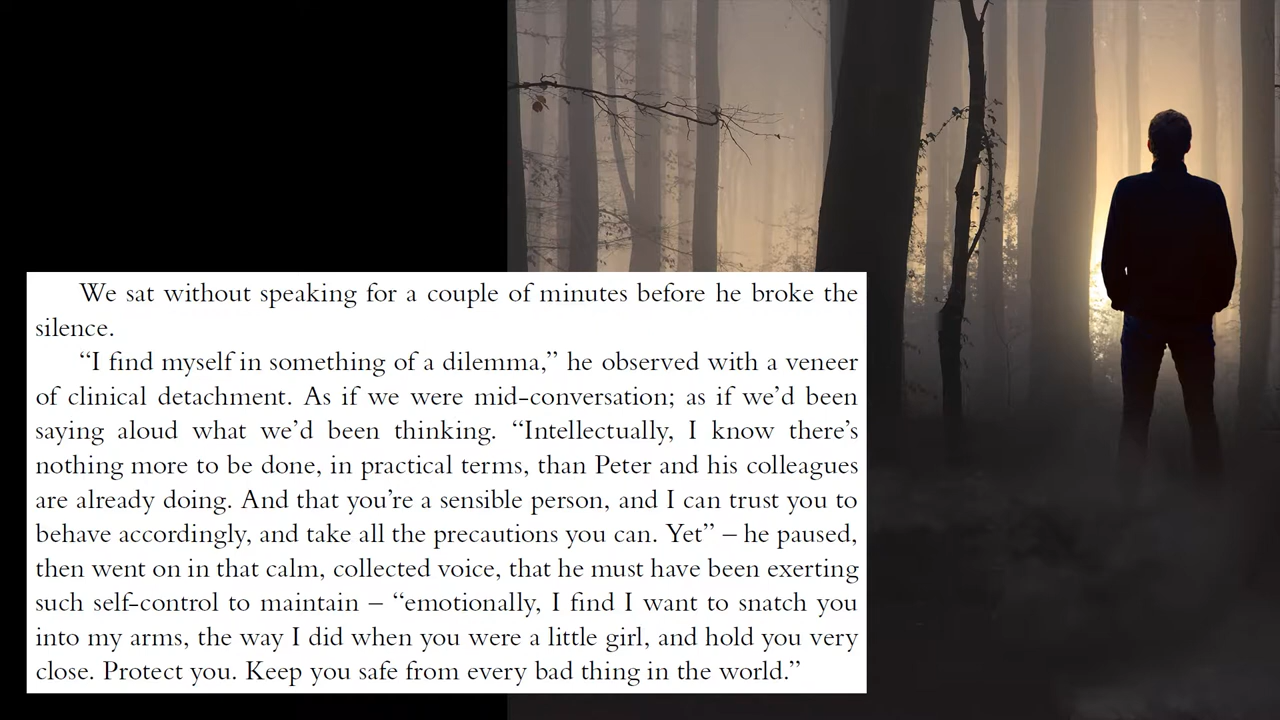 We sat without speaking for a couple of minutes before he broke the
silence.
“I find myself in something of a dilemma,” he observed with a veneer
of clinical detachment. As if we were mid-conversation; as if we’d been
saying aloud what we’d been thinking. “Intellectually, I know there’s
nothing more to be done, in practical terms, than Peter and his colleagues
are already doing. And that you’re a sensible person, and I can trust you to
behave accordingly, and take all the precautions you can. Yet” – he paused,
then went on in that calm, collected voice, that he must have been exerting
such self-control to maintain – “emotionally, I find I want to snatch you
into my arms, the way I did when you were a little girl, and hold you very
close. Protect you. Keep you safe from every bad thing in the world.”